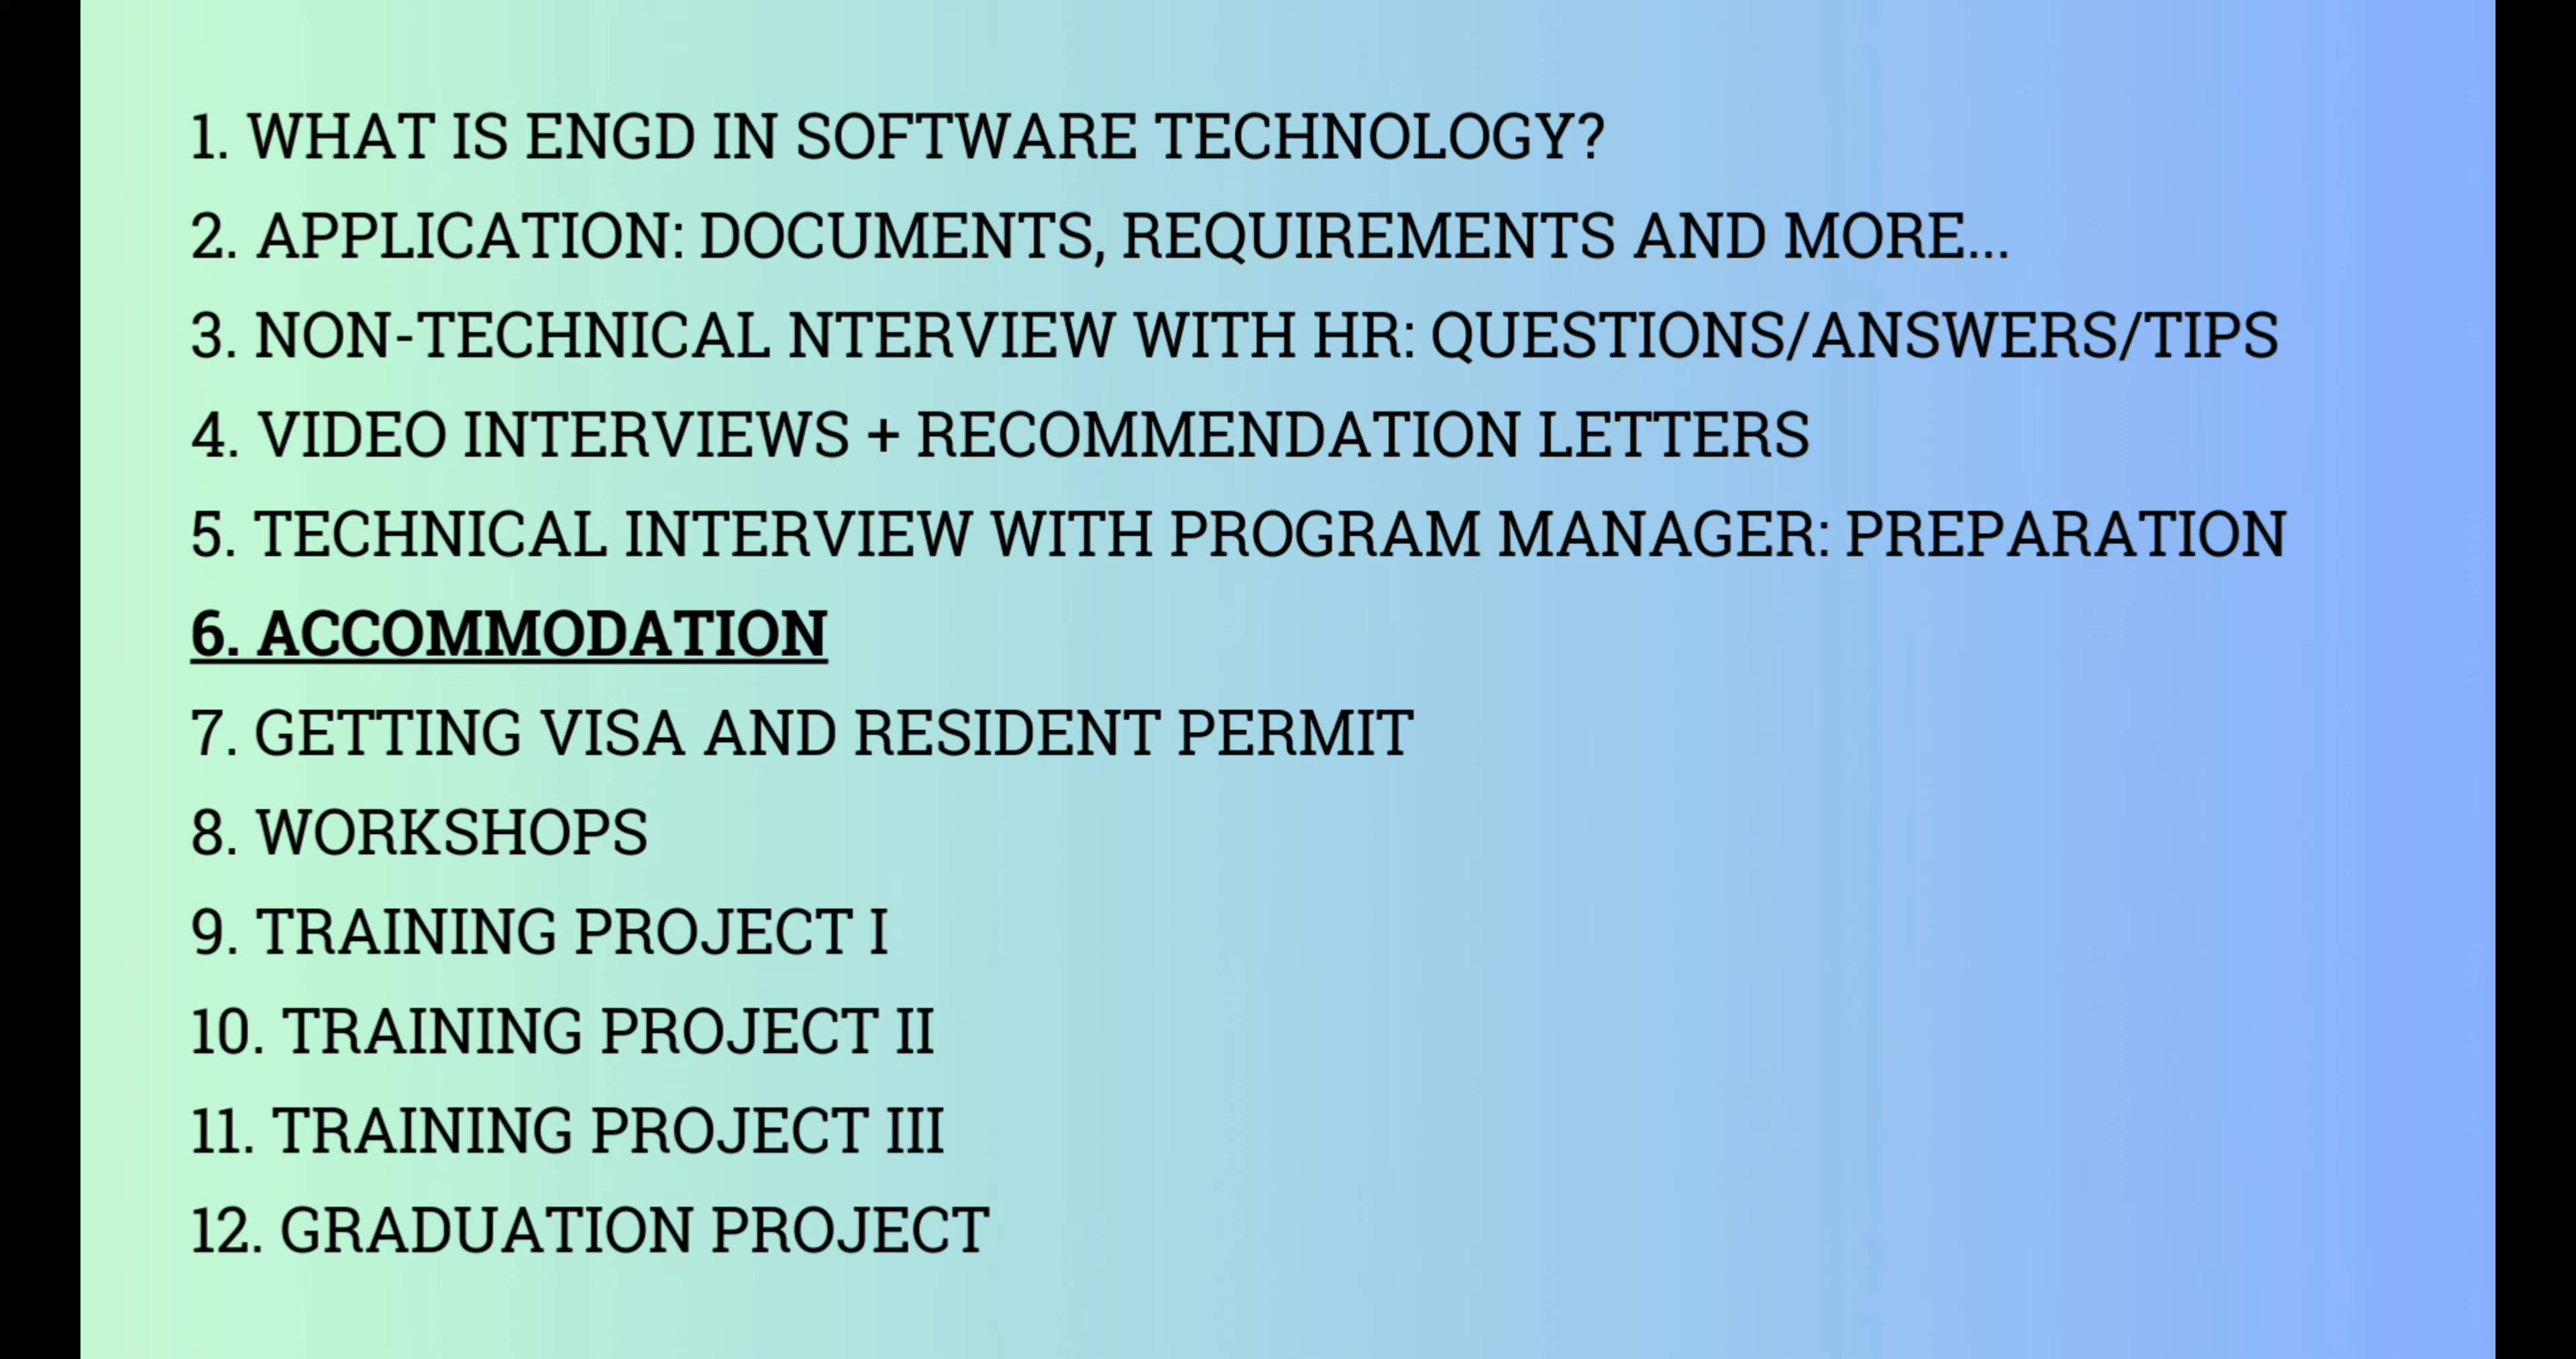 1. WHAT IS ENGD IN SOFTWARE TECHNOLOGY?
2. APPLICATION: DOCUMENTS, REQUIREMENTS AND MORE...
3. NON-TECHNICAL NTERVIEW WITH HR: QUESTIONS/ANSWERS/TIPS
4. VIDEO INTERVIEWS + RECOMMENDATION LETTERS
5. TECHNICAL INTERVIEW WITH PROGRAM MANAGER: PREPARATION
6. ACCOMMODATION
7. GETTING VISA AND RESIDENT PERMIT
8. WORKSHOPS
9. TRAINING PROJECT I
10. TRAINING PROJECT II
11. TRAINING PROJECT III
12. GRADUATION PROJECT